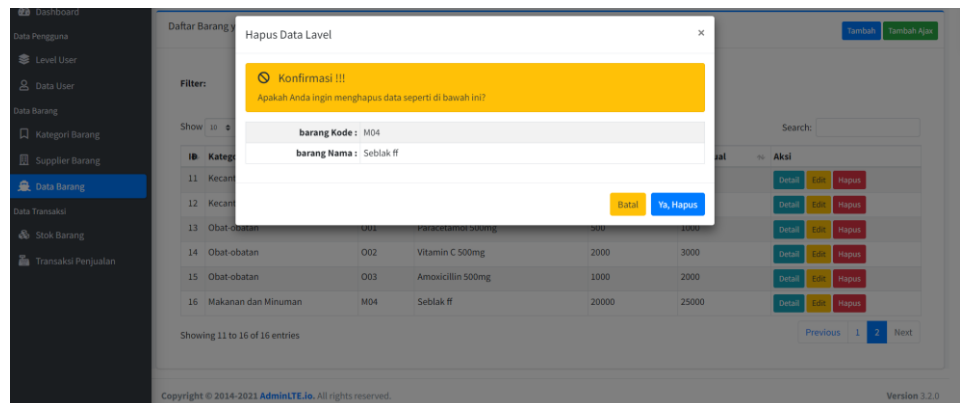 Dashboard
Data Pengguna
Level User
Data User
Data Barang
Kategori Barang
Supplier Barang
Data Barang
Data Transaksi
Stok Barang
Transaksi Penjualan
Daftar Barang y
Tambah Tambah Ajax
Hapus Data Lavel ×
Konfirmasi !!!
Apakah Anda ingin menghapus data seperti di bawah ini?
barang Kode : M04
barang Nama : Seblak ff
Batal Ya, Hapus
Filter:
Show 10 Search:
ID Katego ual Aksi
11 Kecant Detail Edit Hapus
12 Kecant Detail Edit Hapus
13 Obat-obatan O01 Paracetamol 500mg 500 1000 Detail Edit Hapus
14 Obat-obatan O02 Vitamin C 500mg 2000 3000 Detail Edit Hapus
15 Obat-obatan O03 Amoxicillin 500mg 1000 2000 Detail Edit Hapus
16 Makanan dan Minuman M04 Seblak ff 20000 25000 Detail Edit Hapus
Showing 11 to 16 of 16 entries
Previous 1 2 Next
Copyright © 2014-2021 AdminLTE.io. All rights reserved.
Version 3.2.0